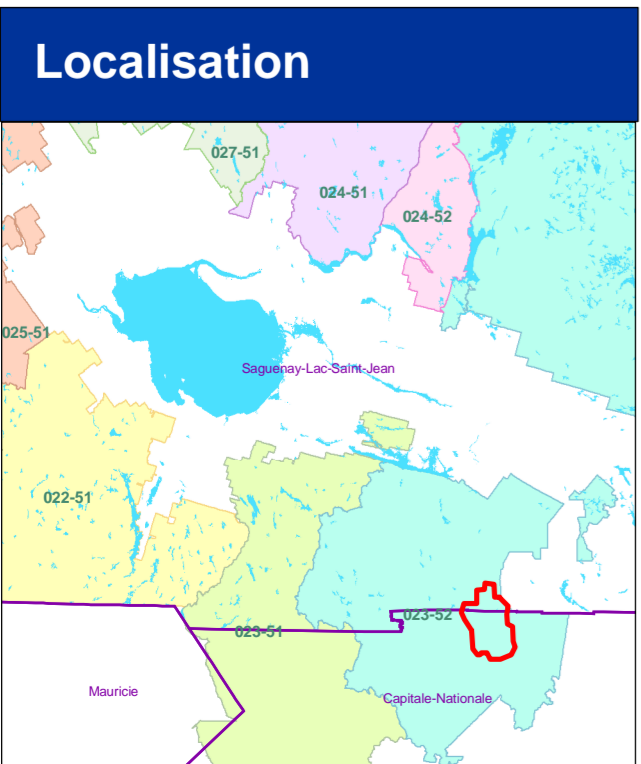 Localisation
027-51
024-51
024-52
025-51
Saguenay-Lac-Saint-Jean
022-51
023-52
023-51
Mauricie
Capitale-Nationale